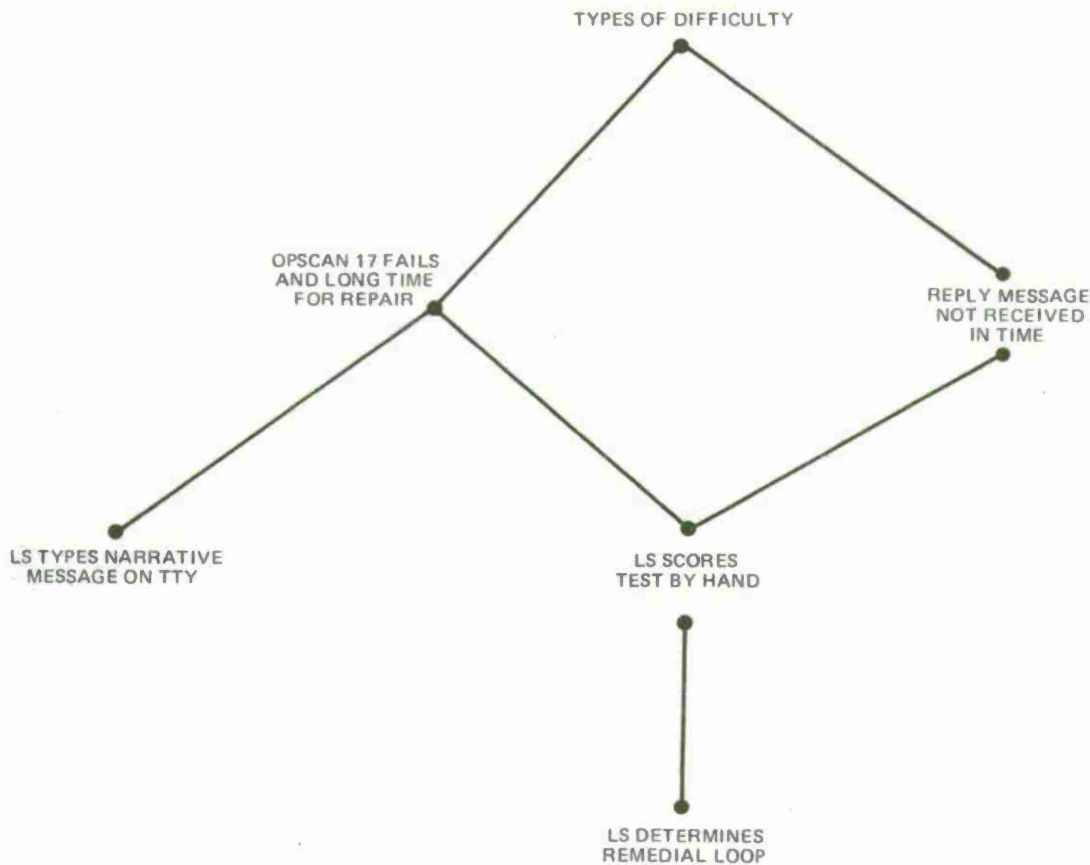 TYPES OF DIFFICULTY
OPSCAN 17 FAILS
AND LONG TIME
FOR REPAIR
REPLY MESSAGE
NOT RECEIVED
IN TIME
LS TYPES NARRATIVE
MESSAGE ON TTY
LS SCORES
TEST BY HAND
LS DETERMINES
REMEDIAL LOOP